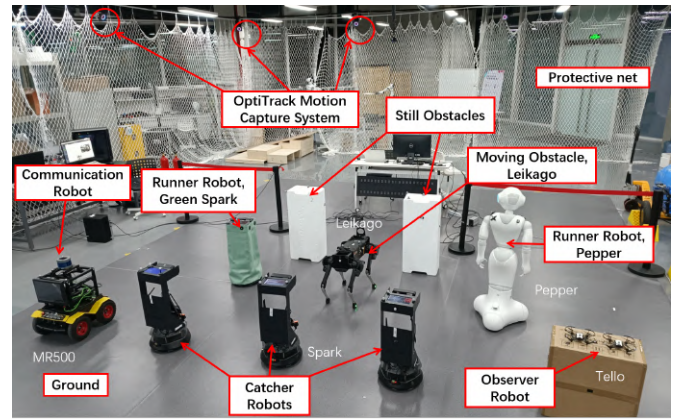 OptiTrack Motion
Capture System
Protective net
Still Obstacles
Communication
Robot
Runner Robot,
Green Spark
Moving Obstacle,
Leikago
Leikago
Runner Robot,
Pepper
Pepper
MR500
Spark
Ground
Catcher
Robots
Observer
Robot
Tello